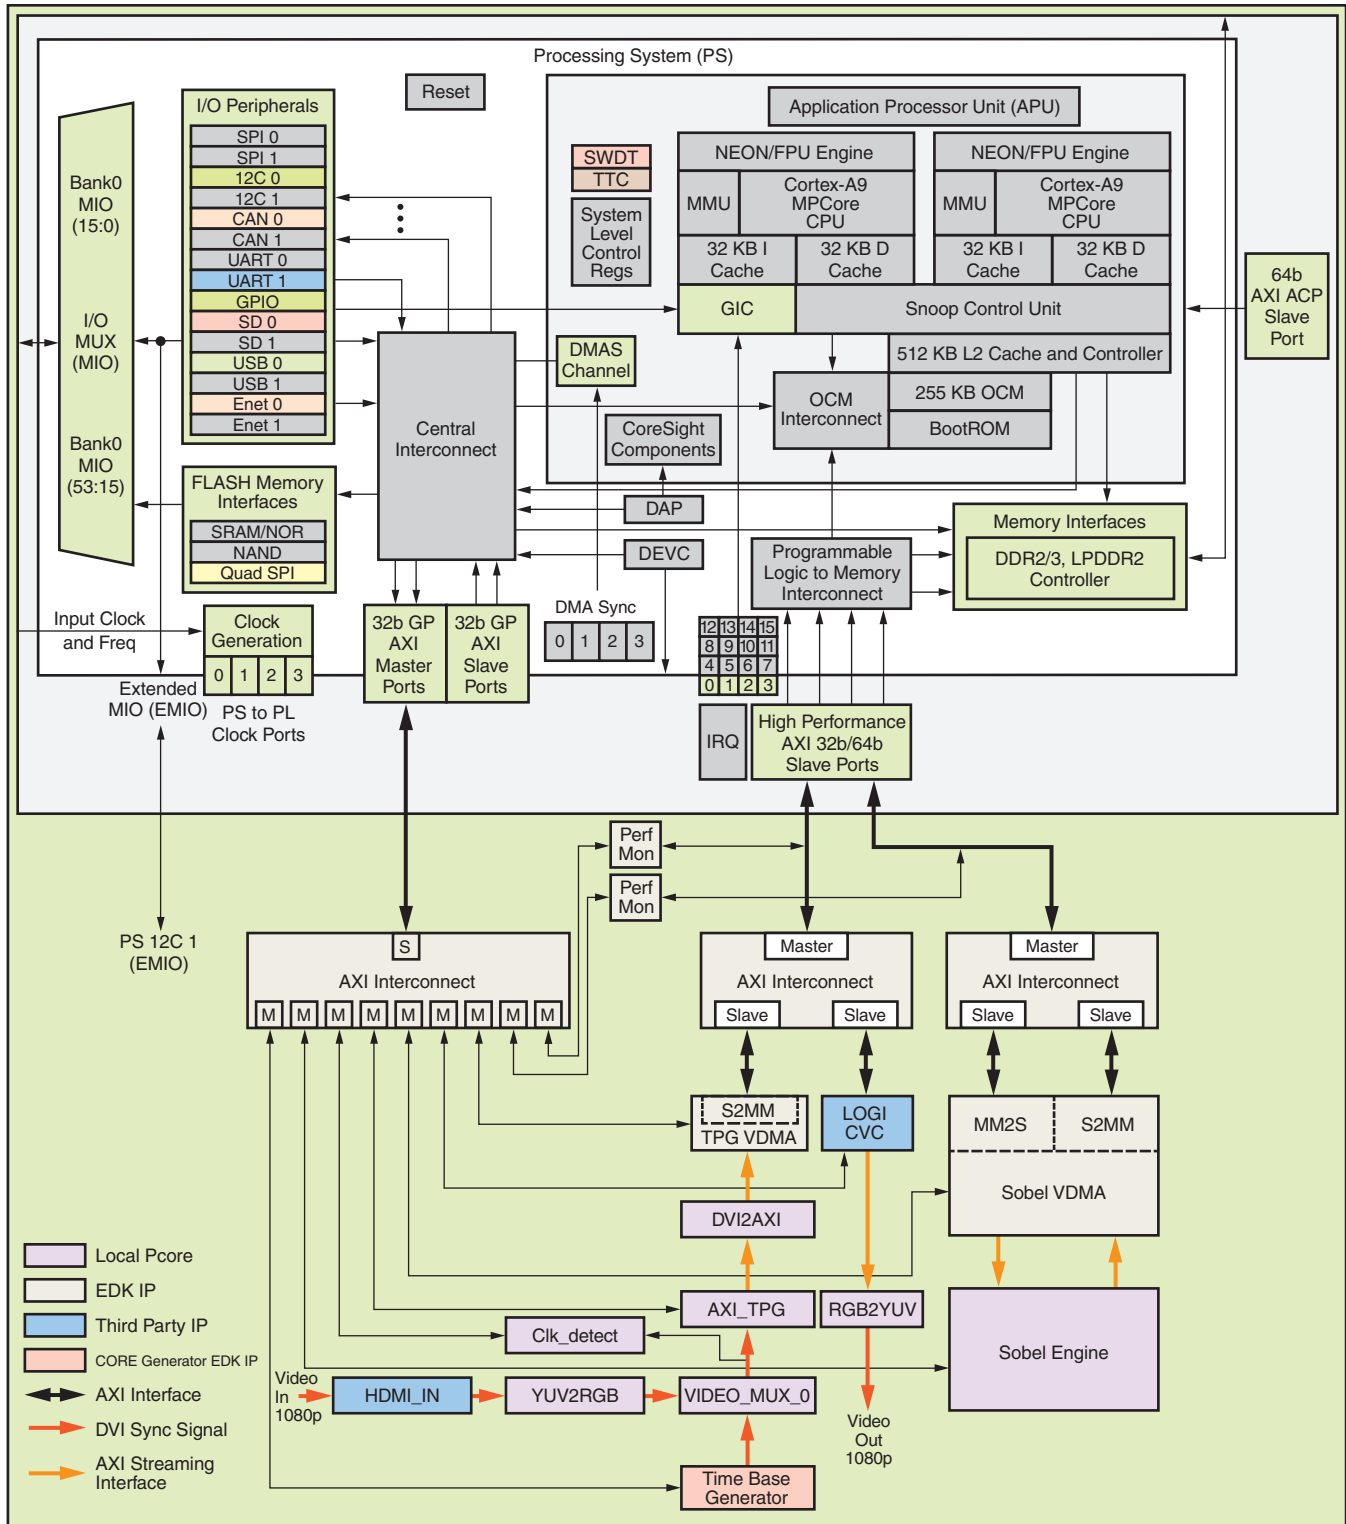 Processing System (PS)
Reset
I/O Peripherals
SPI 0
SPI 1
12C 0
12C 1
CAN 0
CAN 1
UART 0
UART 1
GPIO
SD 0
SD 1
USB 0
USB 1
Enet 0
Enet 1
Bank0
MIO
(15:0)
I/O
MUX
(MIO)
Bank0
MIO
(53:15)
FLASH Memory
Interfaces
SRAM/NOR
NAND
Quad SPI
Input Clock
and Freq
Clock
Generation
0
1
2
3
Extended
MIO (EMIO)
PS to PL
Clock Ports
Central
Interconnect
32b GP
AXI
Master
Ports
32b GP
AXI
Slave
Ports
Application Processor Unit (APU)
SWDT
TTC
System
Level
Control
Regs
NEON/FPU Engine
MMU
Cortex-A9
MPCore
CPU
32 KB I
Cache
32 KB D
Cache
NEON/FPU Engine
MMU
Cortex-A9
MPCore
CPU
32 KB I
Cache
32 KB D
Cache
GIC
Snoop Control Unit
512 KB L2 Cache and Controller
OCM
Interconnect
255 KB OCM
BootROM
DMAS
Channel
CoreSight
Components
DAP
DEVC
DMA Sync
0
1
2
3
64b
AXI ACP
Slave
Port
Memory Interfaces
DDR2/3, LPDDR2
Controller
Programmable
Logic to Memory
Interconnect
12 13 14 15
8 9 10 11
4 5 6 7
0 1 2 3
IRQ
High Performance
AXI 32b/64b
Slave Ports
Perf
Mon
Perf
Mon
PS 12C 1
(EMIO)
S
AXI Interconnect
M
M
M
M
M
M
M
M
M
Master
AXI Interconnect
Slave
Slave
Master
AXI Interconnect
Slave
Slave
S2MM
TPG VDMA
LOGI
CVC
MM2S
S2MM
Sobel VDMA
DVI2AXI
AXI_TPG
RGB2YUV
Clk_detect
Sobel Engine
Video
In
1080p
HDMI_IN
YUV2RGB
VIDEO_MUX_0
Video
Out
1080p
Time Base
Generator
Local Pcore
EDK IP
Third Party IP
CORE Generator EDK IP
AXI Interface
DVI Sync Signal
AXI Streaming
Interface